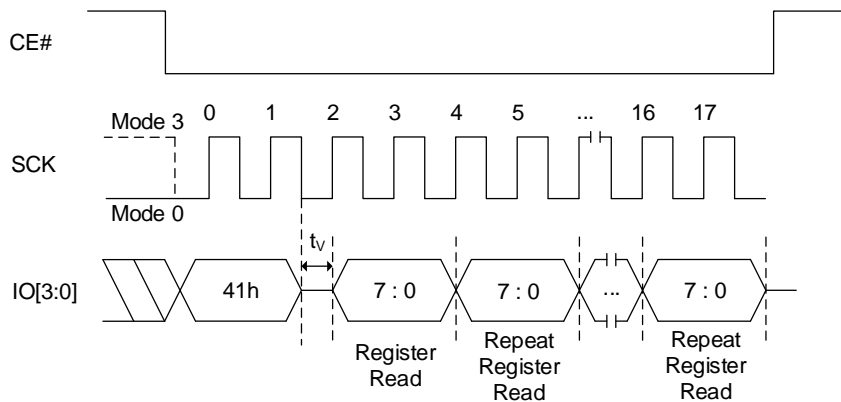 CE#
0 1 2 3 4 5 ... 16 17
Mode 3
SCK
Mode 0
tV
IO[3:0]
41h 7 : 0 7 : 0 ... 7 : 0
Register
Read
Repeat
Register
Read
Repeat
Register
Read